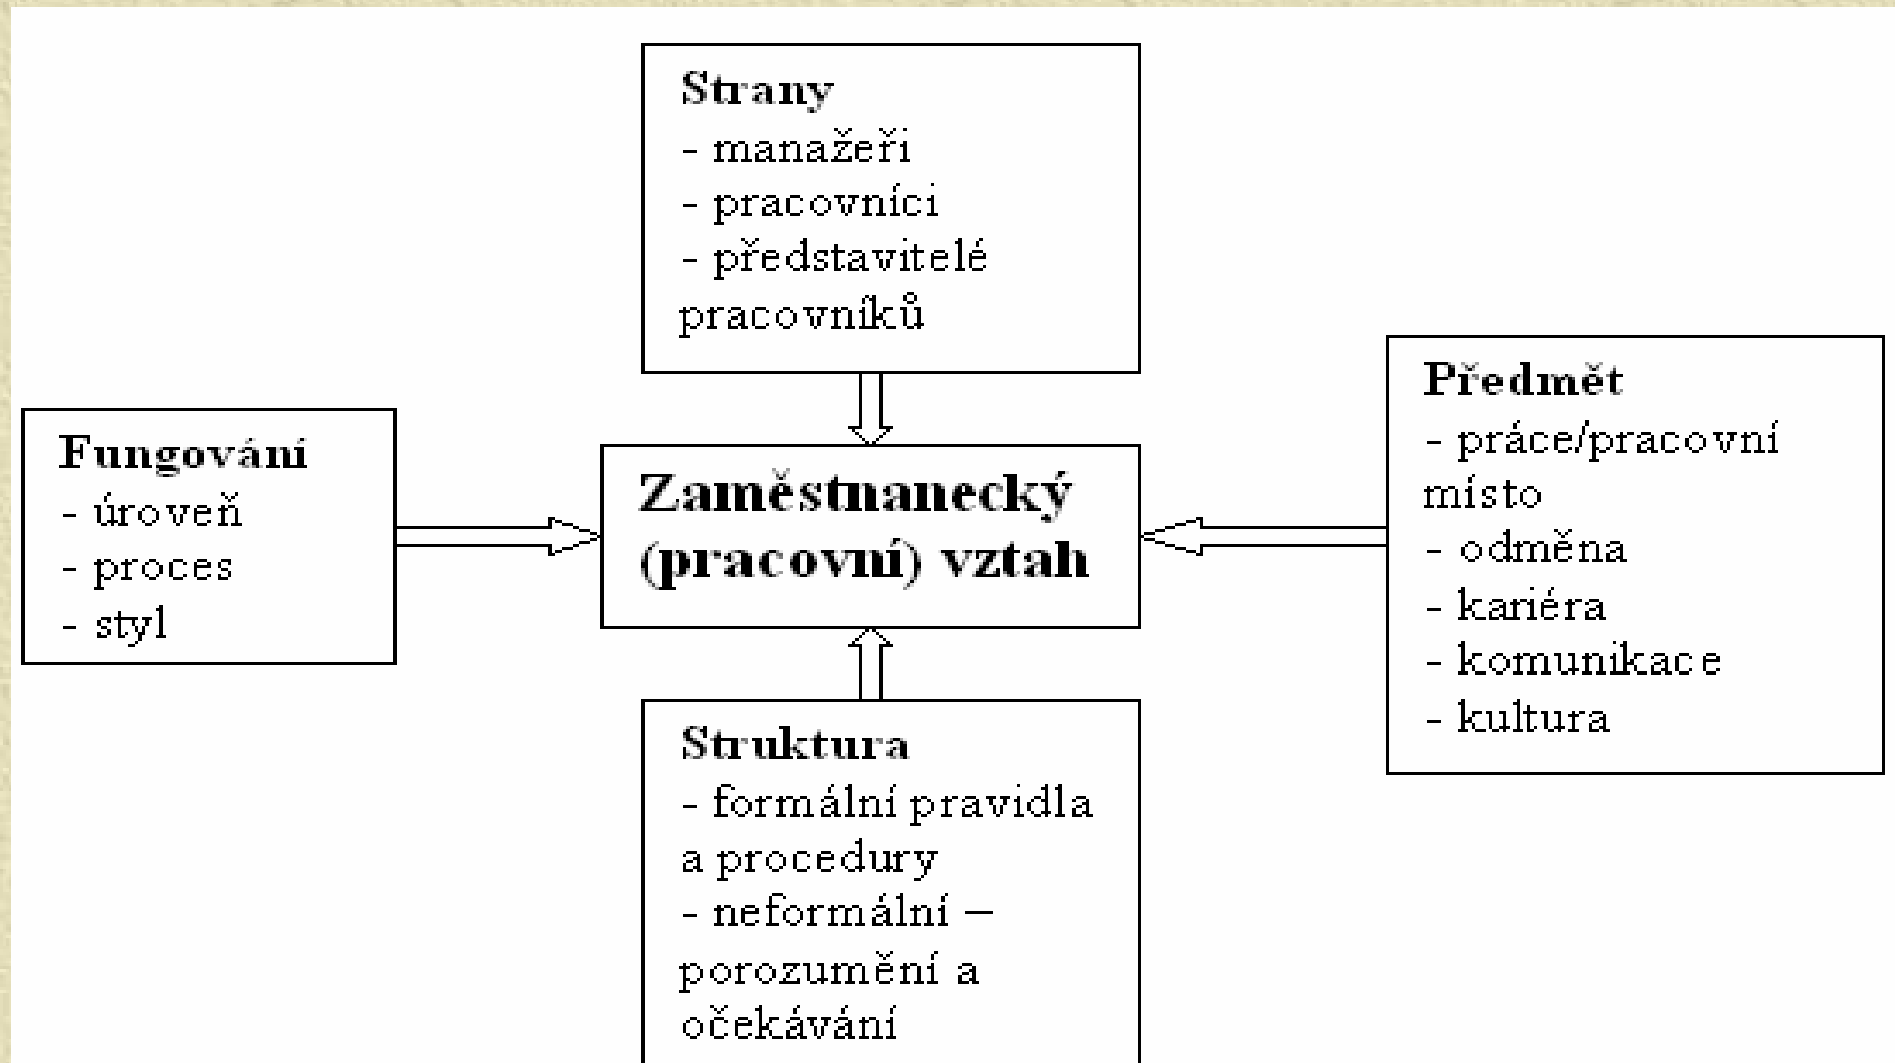 Strany
- manažeři
- pracovníci
- představitelé
pracovníků
Fungování
- úroveň
- proces
- styl
Zaměstnanecký
(pracovní) vztah
Předmět
- práce/pracovní
místo
- odměna
- kariéra
- komunikace
- kultura
Struktura
- formální pravidla
a procedury
- neformální –
porozumění a
očekávání